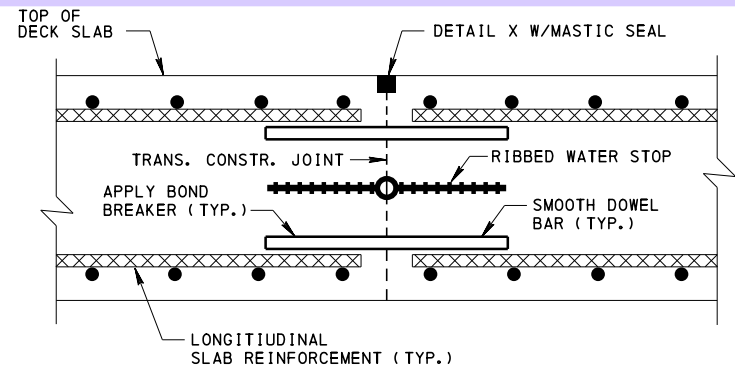 TOP OF
DECK SLAB
DETAIL X W/MASTIC SEAL
TRANS. CONSTR. JOINT
RIBBED WATER STOP
APPLY BOND
BREAKER (TYP.)
SMOOTH DOWEL
BAR (TYP.)
LONGITIUDINAL
SLAB REINFORCEMENT (TYP.)